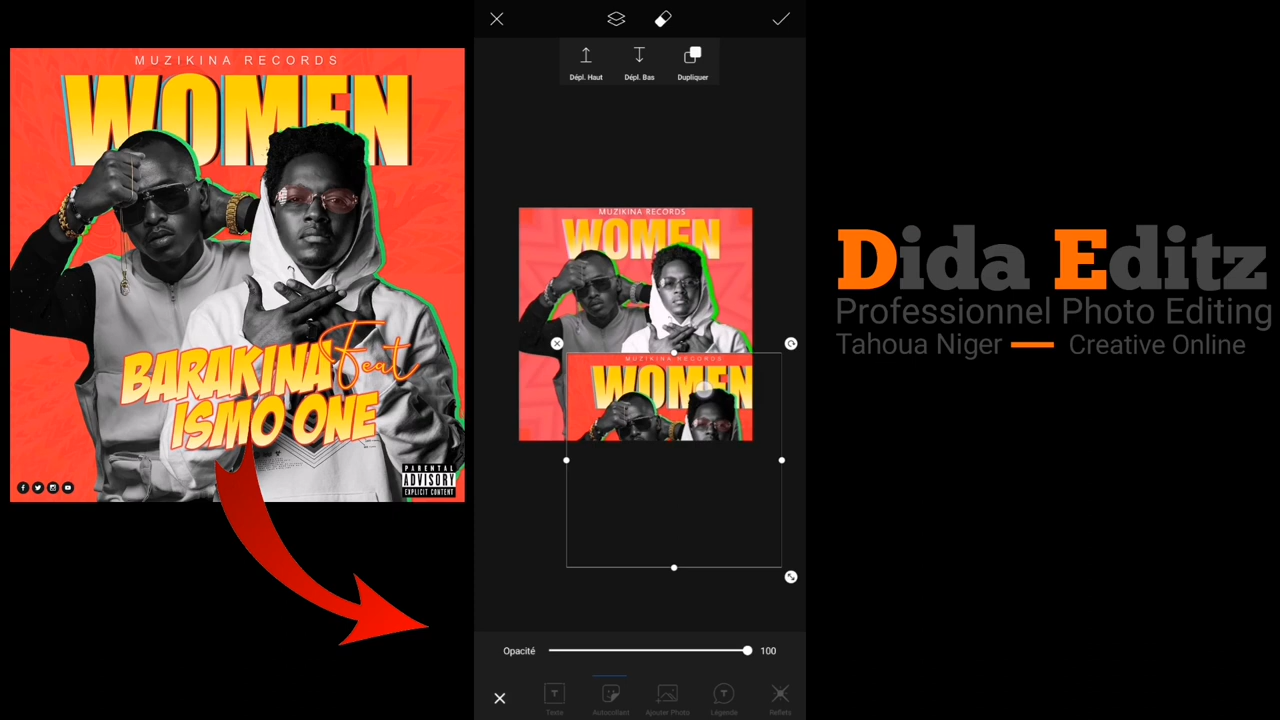 MUZIKINA RECORDS
WOMEN
BARAKINA Feat
ISMO ONE
PARENTAL
ADVISORY
EXPLICIT CONTENT
Dépl. Haut
Dépl. Bas
Dupliquer
MUZIKINA RECORDS
WOMEN
MUZIKINA RECORDS
WOMEN
Opacité
100
Texte
Autocollant
Ajouter Photo
Légende
Reflets
Dida Editz
Professionnel Photo Editing
Tahoua Niger — Creative Online